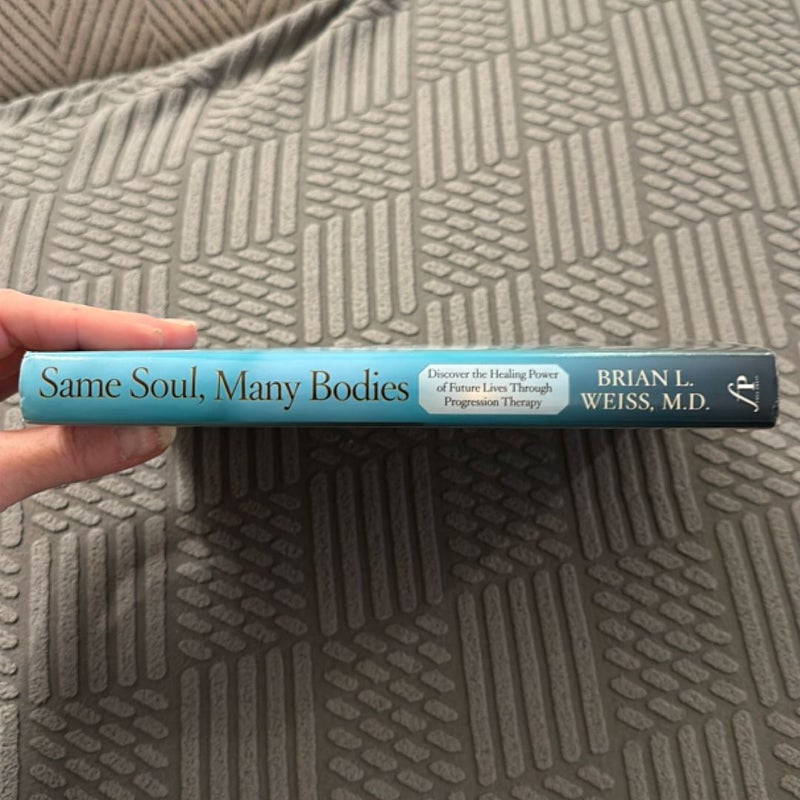 Same Soul, Many Bodies
Discover the Healing Power
of Future Lives Through
Progression Therapy
BRIAN L.
WEISS, M.D.
fP